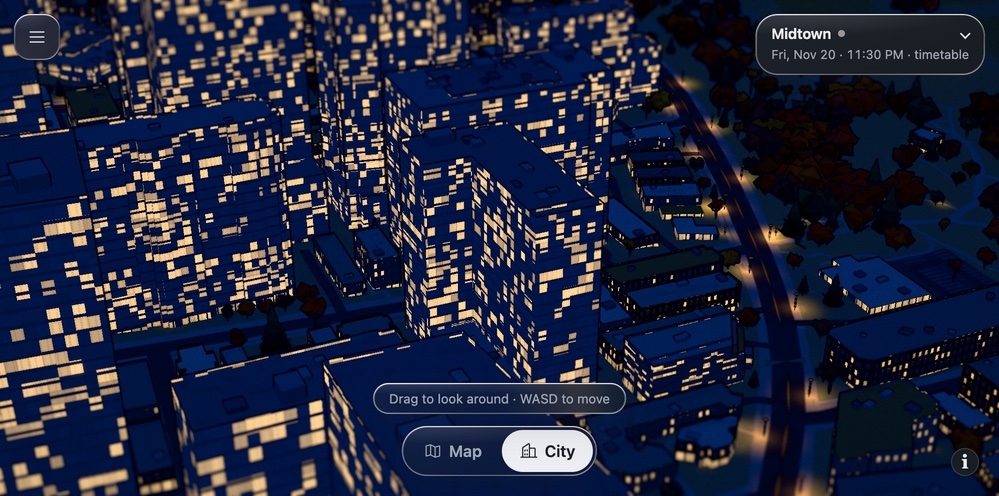 Midtown
Fri, Nov 20 · 11:30 PM · timetable
Drag to look around · WASD to move
Map
City
i